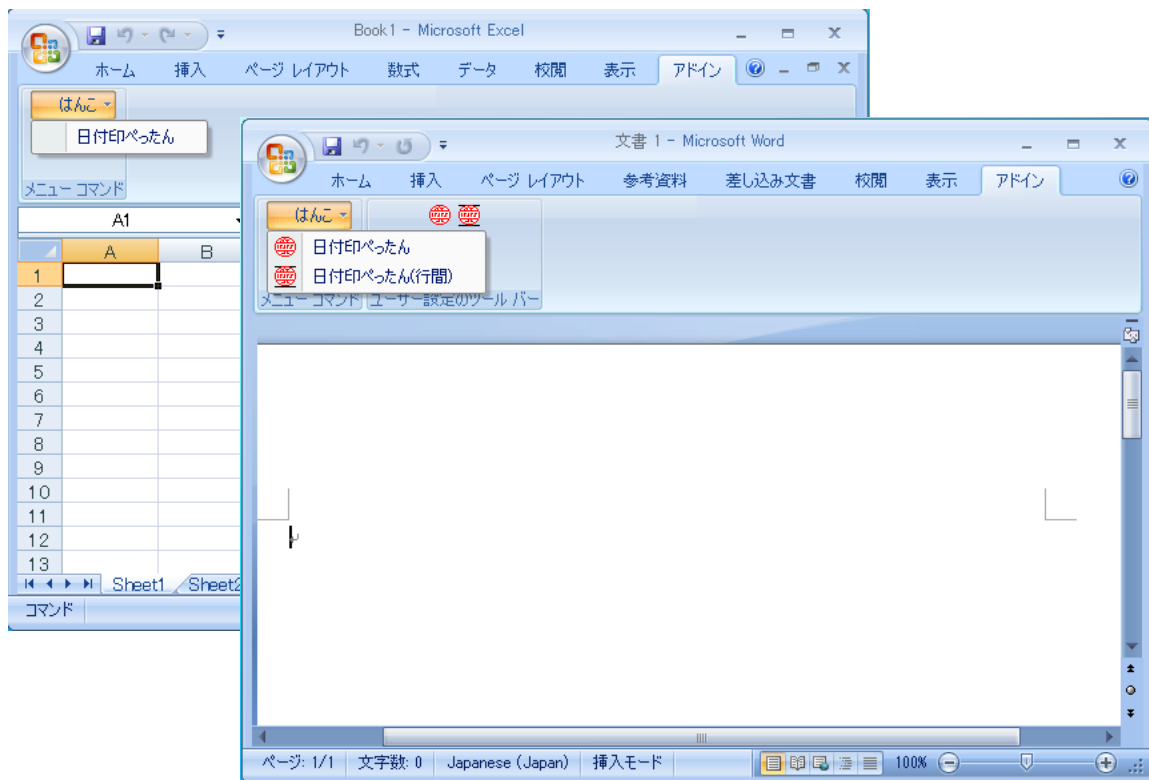 Book1 - Microsoft Excel
ホーム 挿入 ページ レイアウト 数式 データ 校閲 表示 アドイン
はんこ
日付印ぺったん
メニュー コマンド
A1
A B
1
2
3
4
5
6
7
8
9
10
11
12
13
Sheet1 Sheet2
コマンド
文書 1 - Microsoft Word
ホーム 挿入 ページ レイアウト 参考資料 差し込み文書 校閲 表示 アドイン
はんこ
日付印ぺったん
日付印ぺったん(行間)
メニュー コマンド ユーザー設定のツール バー
ページ: 1/1 文字数: 0 Japanese (Japan) 挿入モード 100%